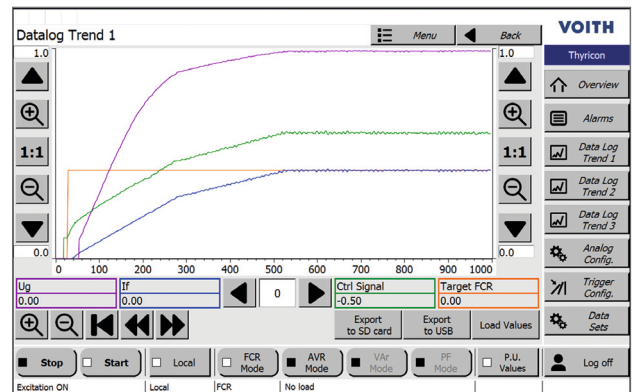 Datalog Trend 1
Menu
Back
VOITH
Thyricon
1.0
1.0
1:1
1:1
0.0
0.0
0 100 200 300 400 500 600 700 800 900 1000
Overview
Alarms
Data Log
Trend 1
Data Log
Trend 2
Data Log
Trend 3
Analog
Config.
Trigger
Config.
Data
Sets
Log off
Ug
0.00
If
0.00
0
Ctrl Signal
-0.50
Target FCR
0.00
Export
to SD card
Export
to USB
Load Values
Stop
Start
Local
FCR
Mode
AVR
Mode
VAr
Mode
PF
Mode
P.U.
Values
Excitation ON
Local
FCR
No load